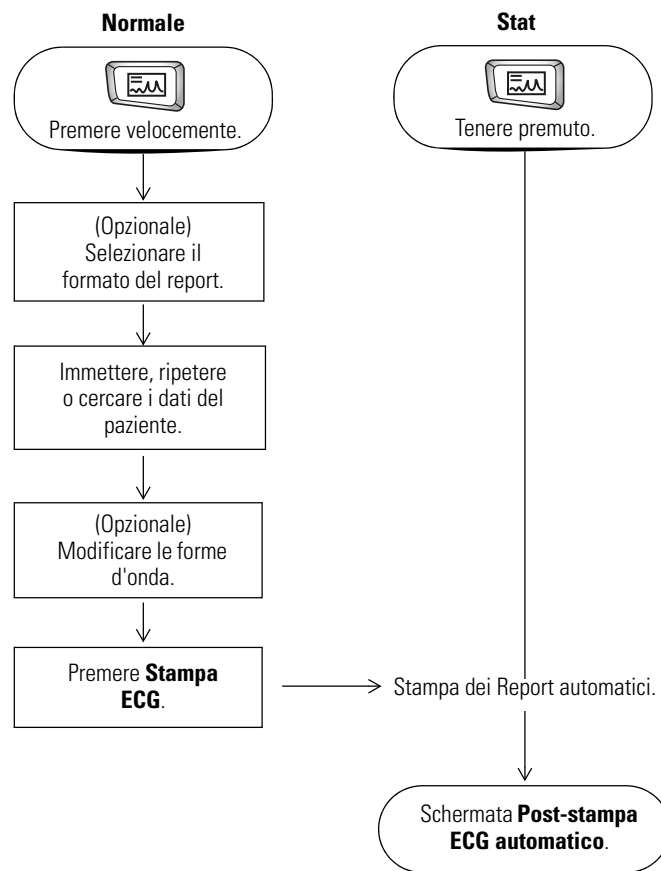 Normale
Stat
Premere velocemente.
Tenere premuto.
(Opzionale)
Selezionare il
formato del report.
Immettere, ripetere
o cercare i dati del
paziente.
(Opzionale)
Modificare le forme
d'onda.
Premere Stampa
ECG.
Stampa dei Report automatici.
Schermata Post-stampa
ECG automatico.